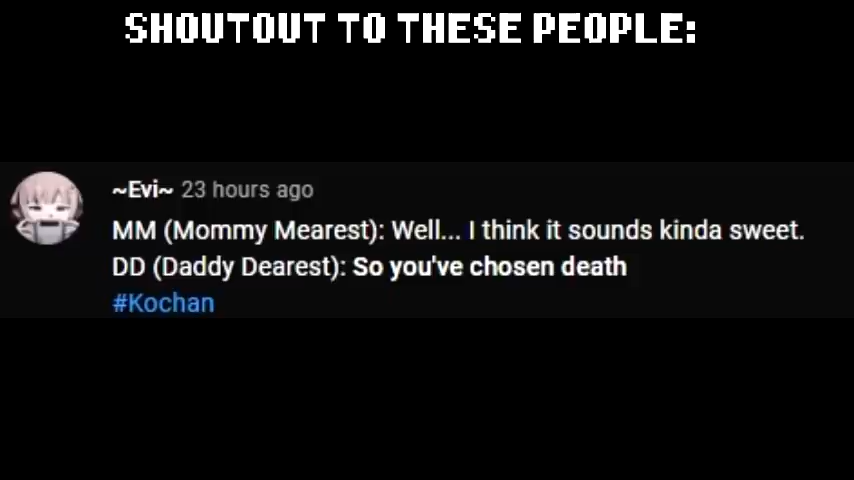 SHOUTOUT TO THESE PEOPLE:
~Evi~ 23 hours ago
MM (Mommy Mearest): Well... I think it sounds kinda sweet.
DD (Daddy Dearest): So you've chosen death
#Kochan